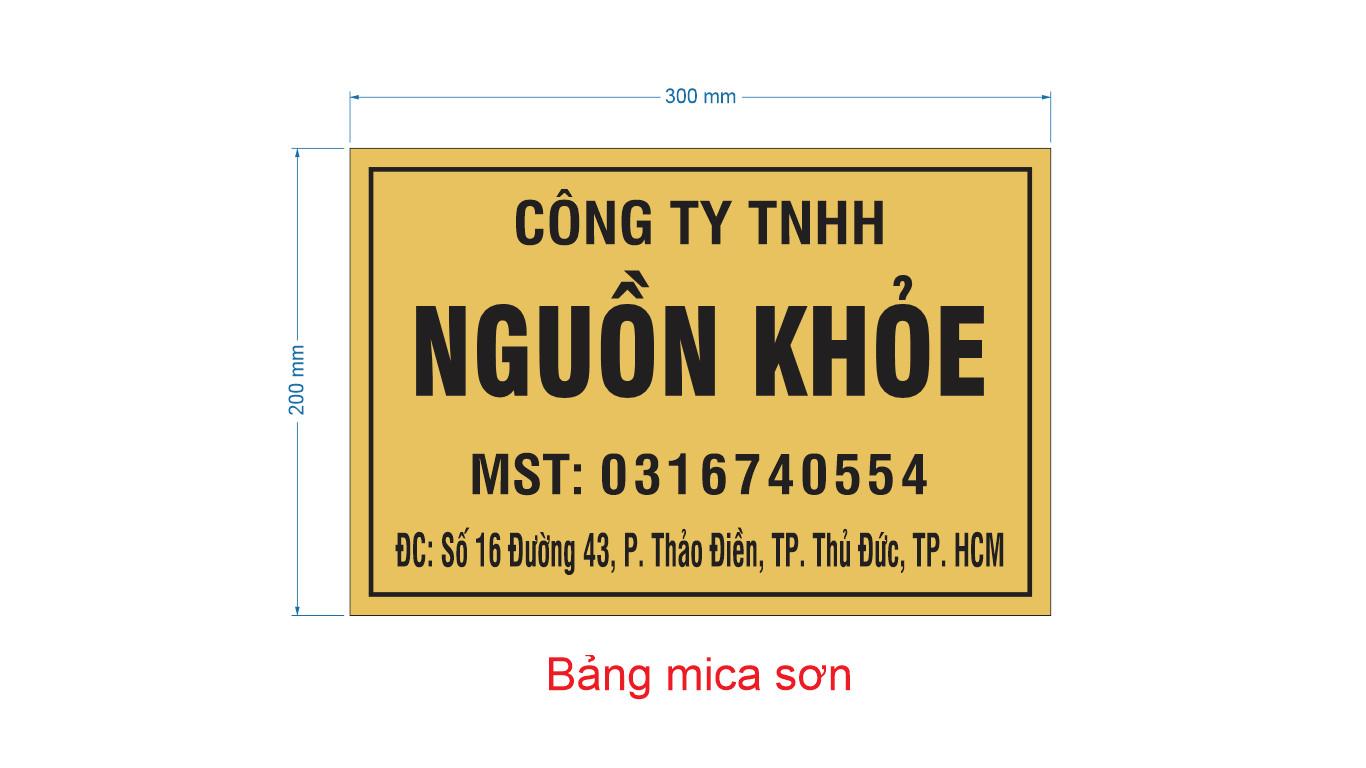 300 mm
200 mm
CÔNG TY TNHH
NGUỒN KHỎE
MST: 0316740554
ĐC: Số 16 Đường 43, P. Thảo Điền, TP. Thủ Đức, TP. HCM
Bảng mica sơn